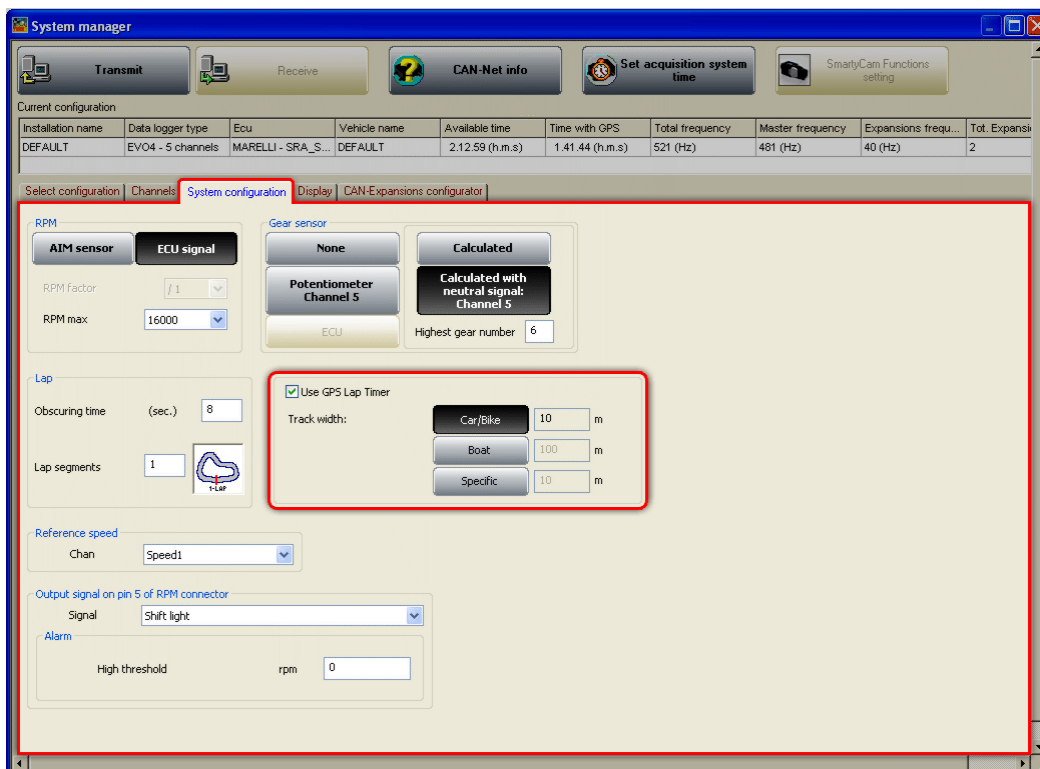 System manager
Transmit
Receive
CAN-Net info
Set acquisition system
time
SmartyCam Functions
setting
Current configuration
Installation name Data logger type Ecu Vehicle name Available time Time with GPS Total frequency Master frequency Expansions frequ... Tot. Expansi
DEFAULT EVO4 - 5 channels MARELLI - SRA_S... DEFAULT 2.12.59 (h.m.s) 1.41.44 (h.m.s) 521 (Hz) 481 (Hz) 40 (Hz) 2
Select configuration Channels System configuration Display CAN-Expansions configurator
RPM
AIM sensor ECU signal
RPM factor / 1
RPM max 16000
Gear sensor
None Calculated
Potentiometer
Channel 5
Calculated with
neutral signal:
Channel 5
ECU
Highest gear number 6
Lap
Obscuring time (sec.) 8
Lap segments 1
1-LAP
Use GPS Lap Timer
Track width: Car/Bike 10 m
Boat 100 m
Specific 10 m
Reference speed
Chan Speed1
Output signal on pin 5 of RPM connector
Signal Shift light
Alarm
High threshold rpm 0